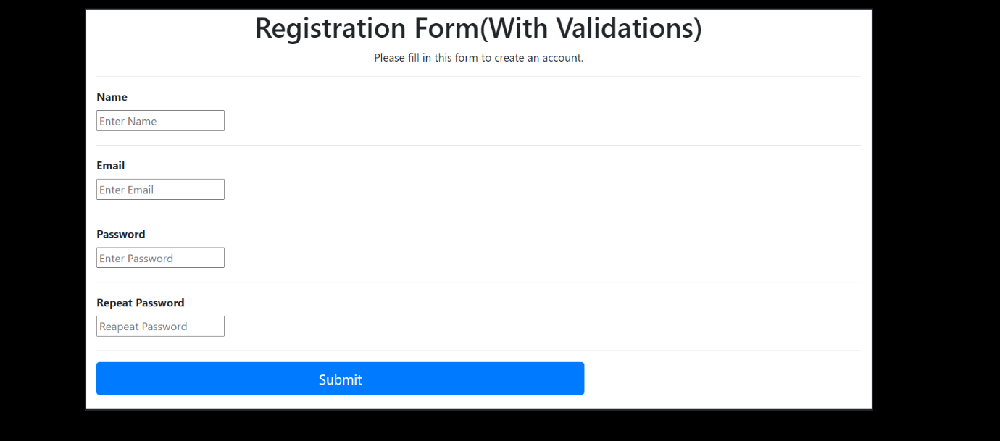 Registration Form(With Validations)
Please fill in this form to create an account.
Name
Enter Name
Email
Enter Email
Password
Enter Password
Repeat Password
Reapeat Password
Submit